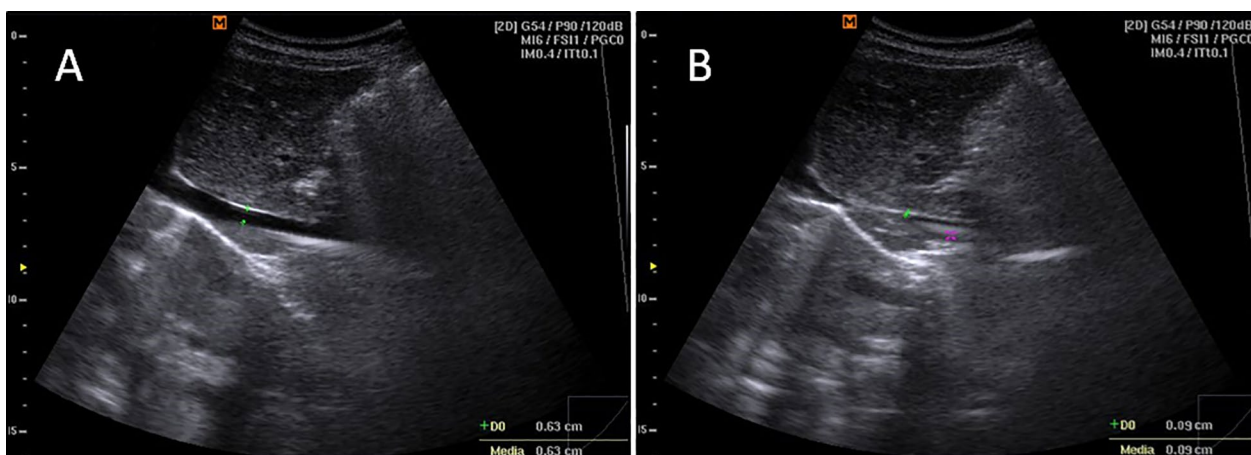 A
M
[2D] G54 / P90 /120dB
MI6 / FSI1 / PGC0
IM0.4 / ITt0.1
0
5
10
15
+D0 0.63 cm
Media 0.63 cm
B
M
[2D] G54 / P90 /120dB
MI6 / FSI1 / PGC0
IM0.4 / ITt0.1
0
5
10
15
+D0 0.09 cm
Media 0.09 cm